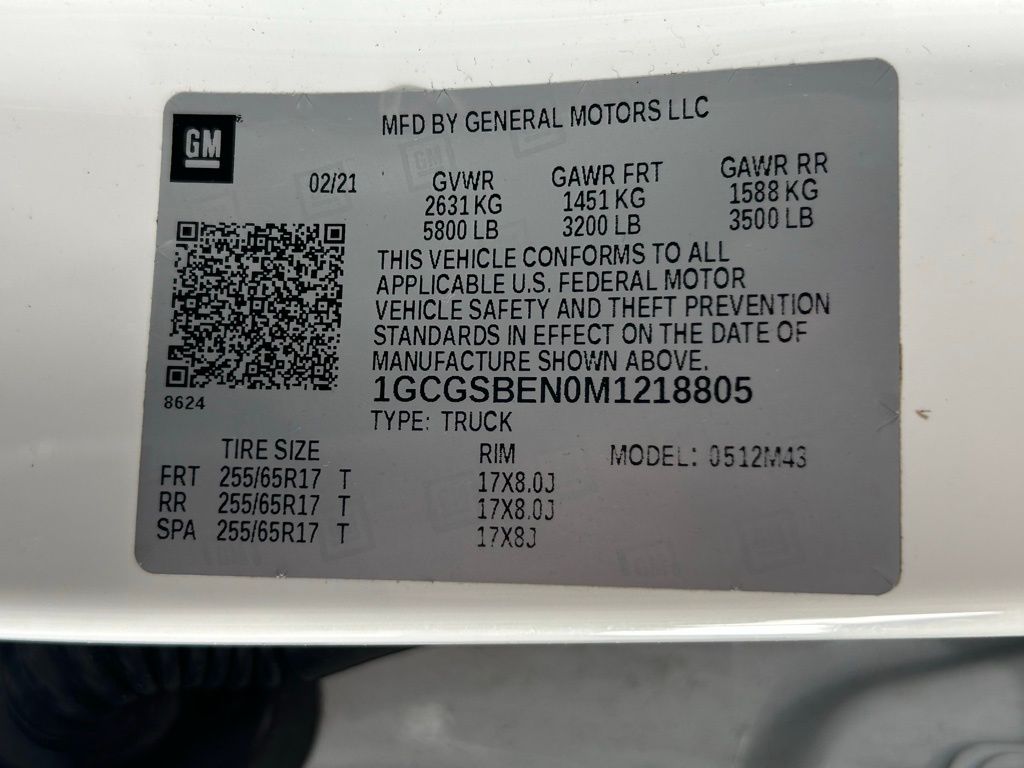 GM
MFD BY GENERAL MOTORS LLC
02/21
GVWR GAWR FRT GAWR RR
2631 KG 1451 KG 1588 KG
5800 LB 3200 LB 3500 LB
THIS VEHICLE CONFORMS TO ALL
APPLICABLE U.S. FEDERAL MOTOR
VEHICLE SAFETY AND THEFT PREVENTION
STANDARDS IN EFFECT ON THE DATE OF
MANUFACTURE SHOWN ABOVE.
8624
1GCGSBEN0M1218805
TYPE: TRUCK
TIRE SIZE RIM MODEL: 0512M43
FRT 255/65R17 T 17X8.0J
RR 255/65R17 T 17X8.0J
SPA 255/65R17 T 17X8J